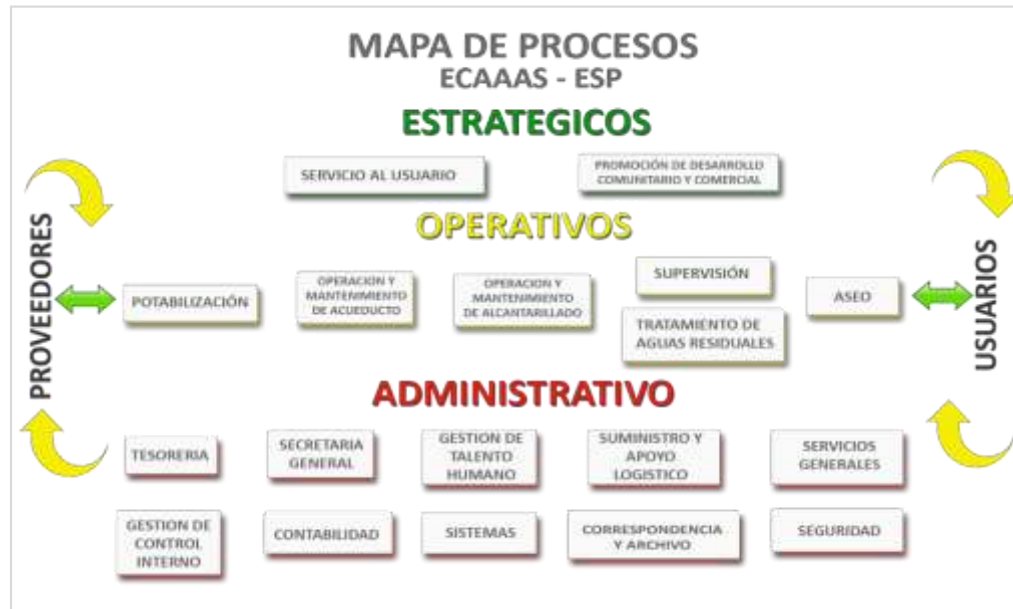 MAPA DE PROCESOS
ECAAAS - ESP
ESTRATEGICOS
SERVICIO AL USUARIO
PROMOCIÓN DE DESARROLLO
COMUNITARIO Y COMERCIAL
OPERATIVOS
PROVEEDORES
POTABILIZACIÓN
OPERACION Y
MANTENIMIENTO
DE ACUEDUCTO
OPERACION Y
MANTENIMIENTO
DE ALCANTARILLADO
SUPERVISIÓN
TRATAMIENTO DE
AGUAS RESIDUALES
ASEO
USUARIOS
ADMINISTRATIVO
TESORERIA
SECRETARIA
GENERAL
GESTION DE
TALENTO
HUMANO
SUMINISTRO Y
APOYO
LOGISTICO
SERVICIOS
GENERALES
GESTION DE
CONTROL
INTERNO
CONTABILIDAD
SISTEMAS
CORRESPONDENCIA
Y ARCHIVO
SEGURIDAD